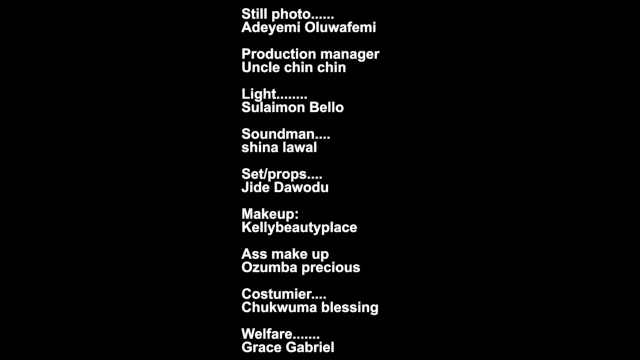 Still photo......
Adeyemi Oluwafemi
Production manager
Uncle chin chin
Light........
Sulaimon Bello
Soundman....
shina lawal
Set/props....
Jide Dawodu
Makeup:
Kellybeautyplace
Ass make up
Ozumba precious
Costumier....
Chukwuma blessing
Welfare.......
Grace Gabriel